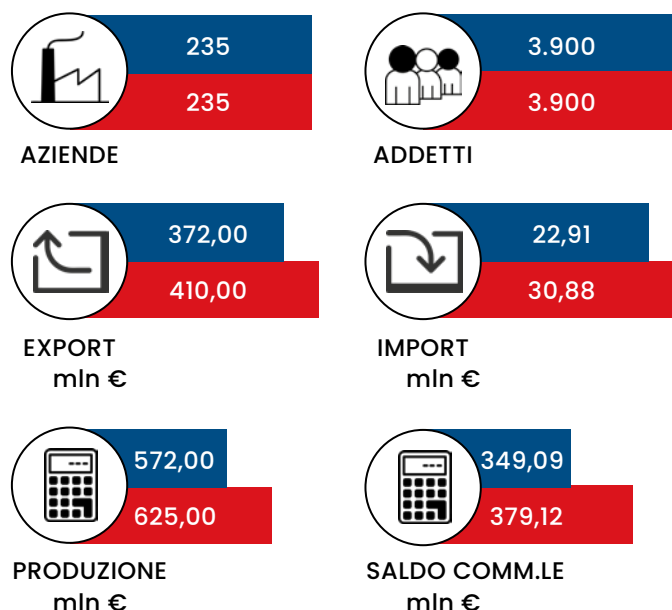 235
235
AZIENDE
3.900
3.900
ADDETTI
372,00
410,00
EXPORT
mln €
22,91
30,88
IMPORT
mln €
572,00
625,00
PRODUZIONE
mln €
349,09
379,12
SALDO COMM.LE
mln €